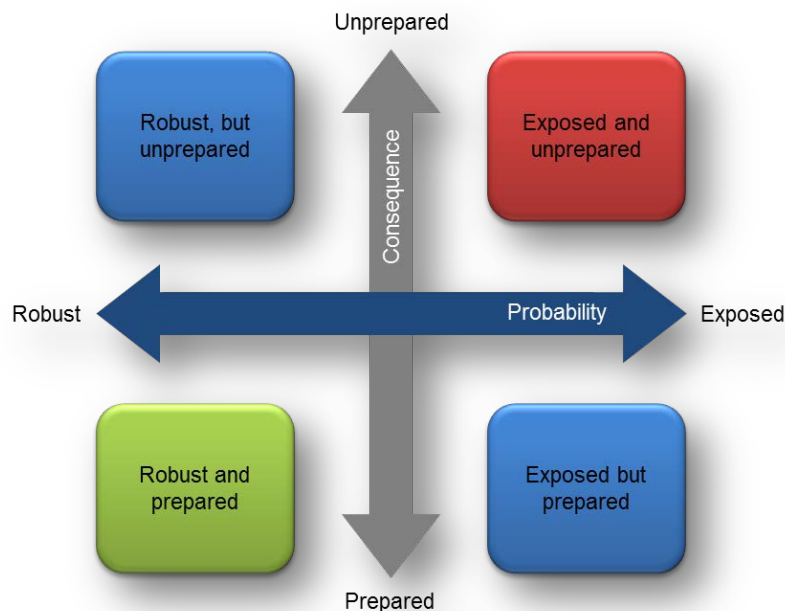 Unprepared
Robust, but
unprepared
Consequence
Exposed and
unprepared
Robust
Probability
Exposed
Robust and
prepared
Exposed but
prepared
Prepared